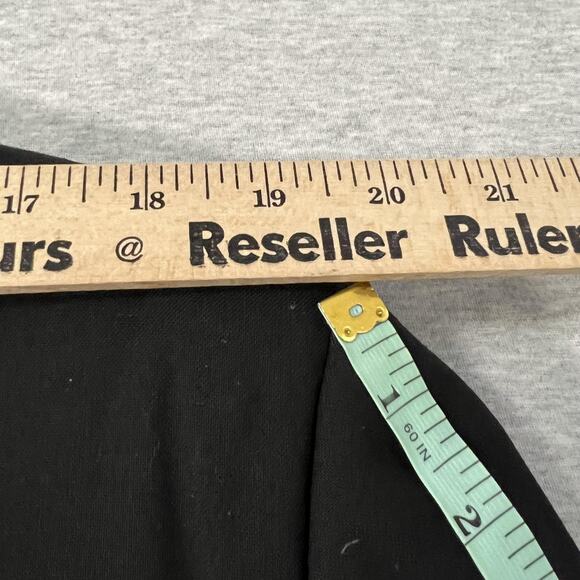 17 18 19 20 21
urs @ Reseller Ruler
1
60 IN
2